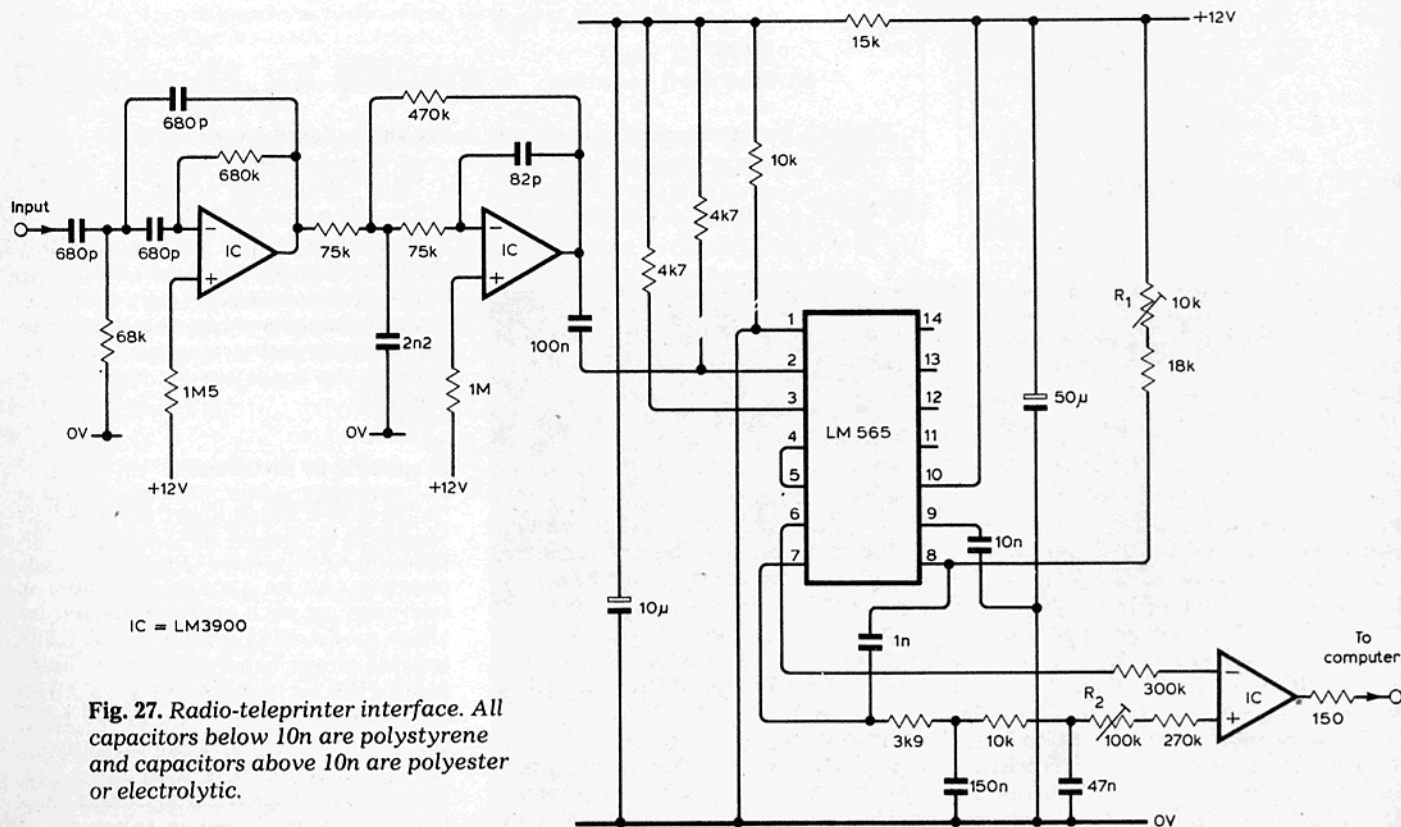 +12V
15k
680p
470k
680k
82p
10k
4k7
4k7
Input
680p
680p
−
IC
+
75k
75k
−
IC
+
R1 10k
18k
68k
2n2
100n
1M5
1M
0V
0V
+12V
+12V
1
2
3
4
5
6
7
LM 565
14
13
12
11
10
9
8
50μ
10n
10μ
1n
IC = LM3900
To
computer
300k
−
IC
+
150
R2
3k9
10k
100k
270k
150n
47n
0V
Fig. 27. Radio-teleprinter interface. All
capacitors below 10n are polystyrene
and capacitors above 10n are polyester
or electrolytic.